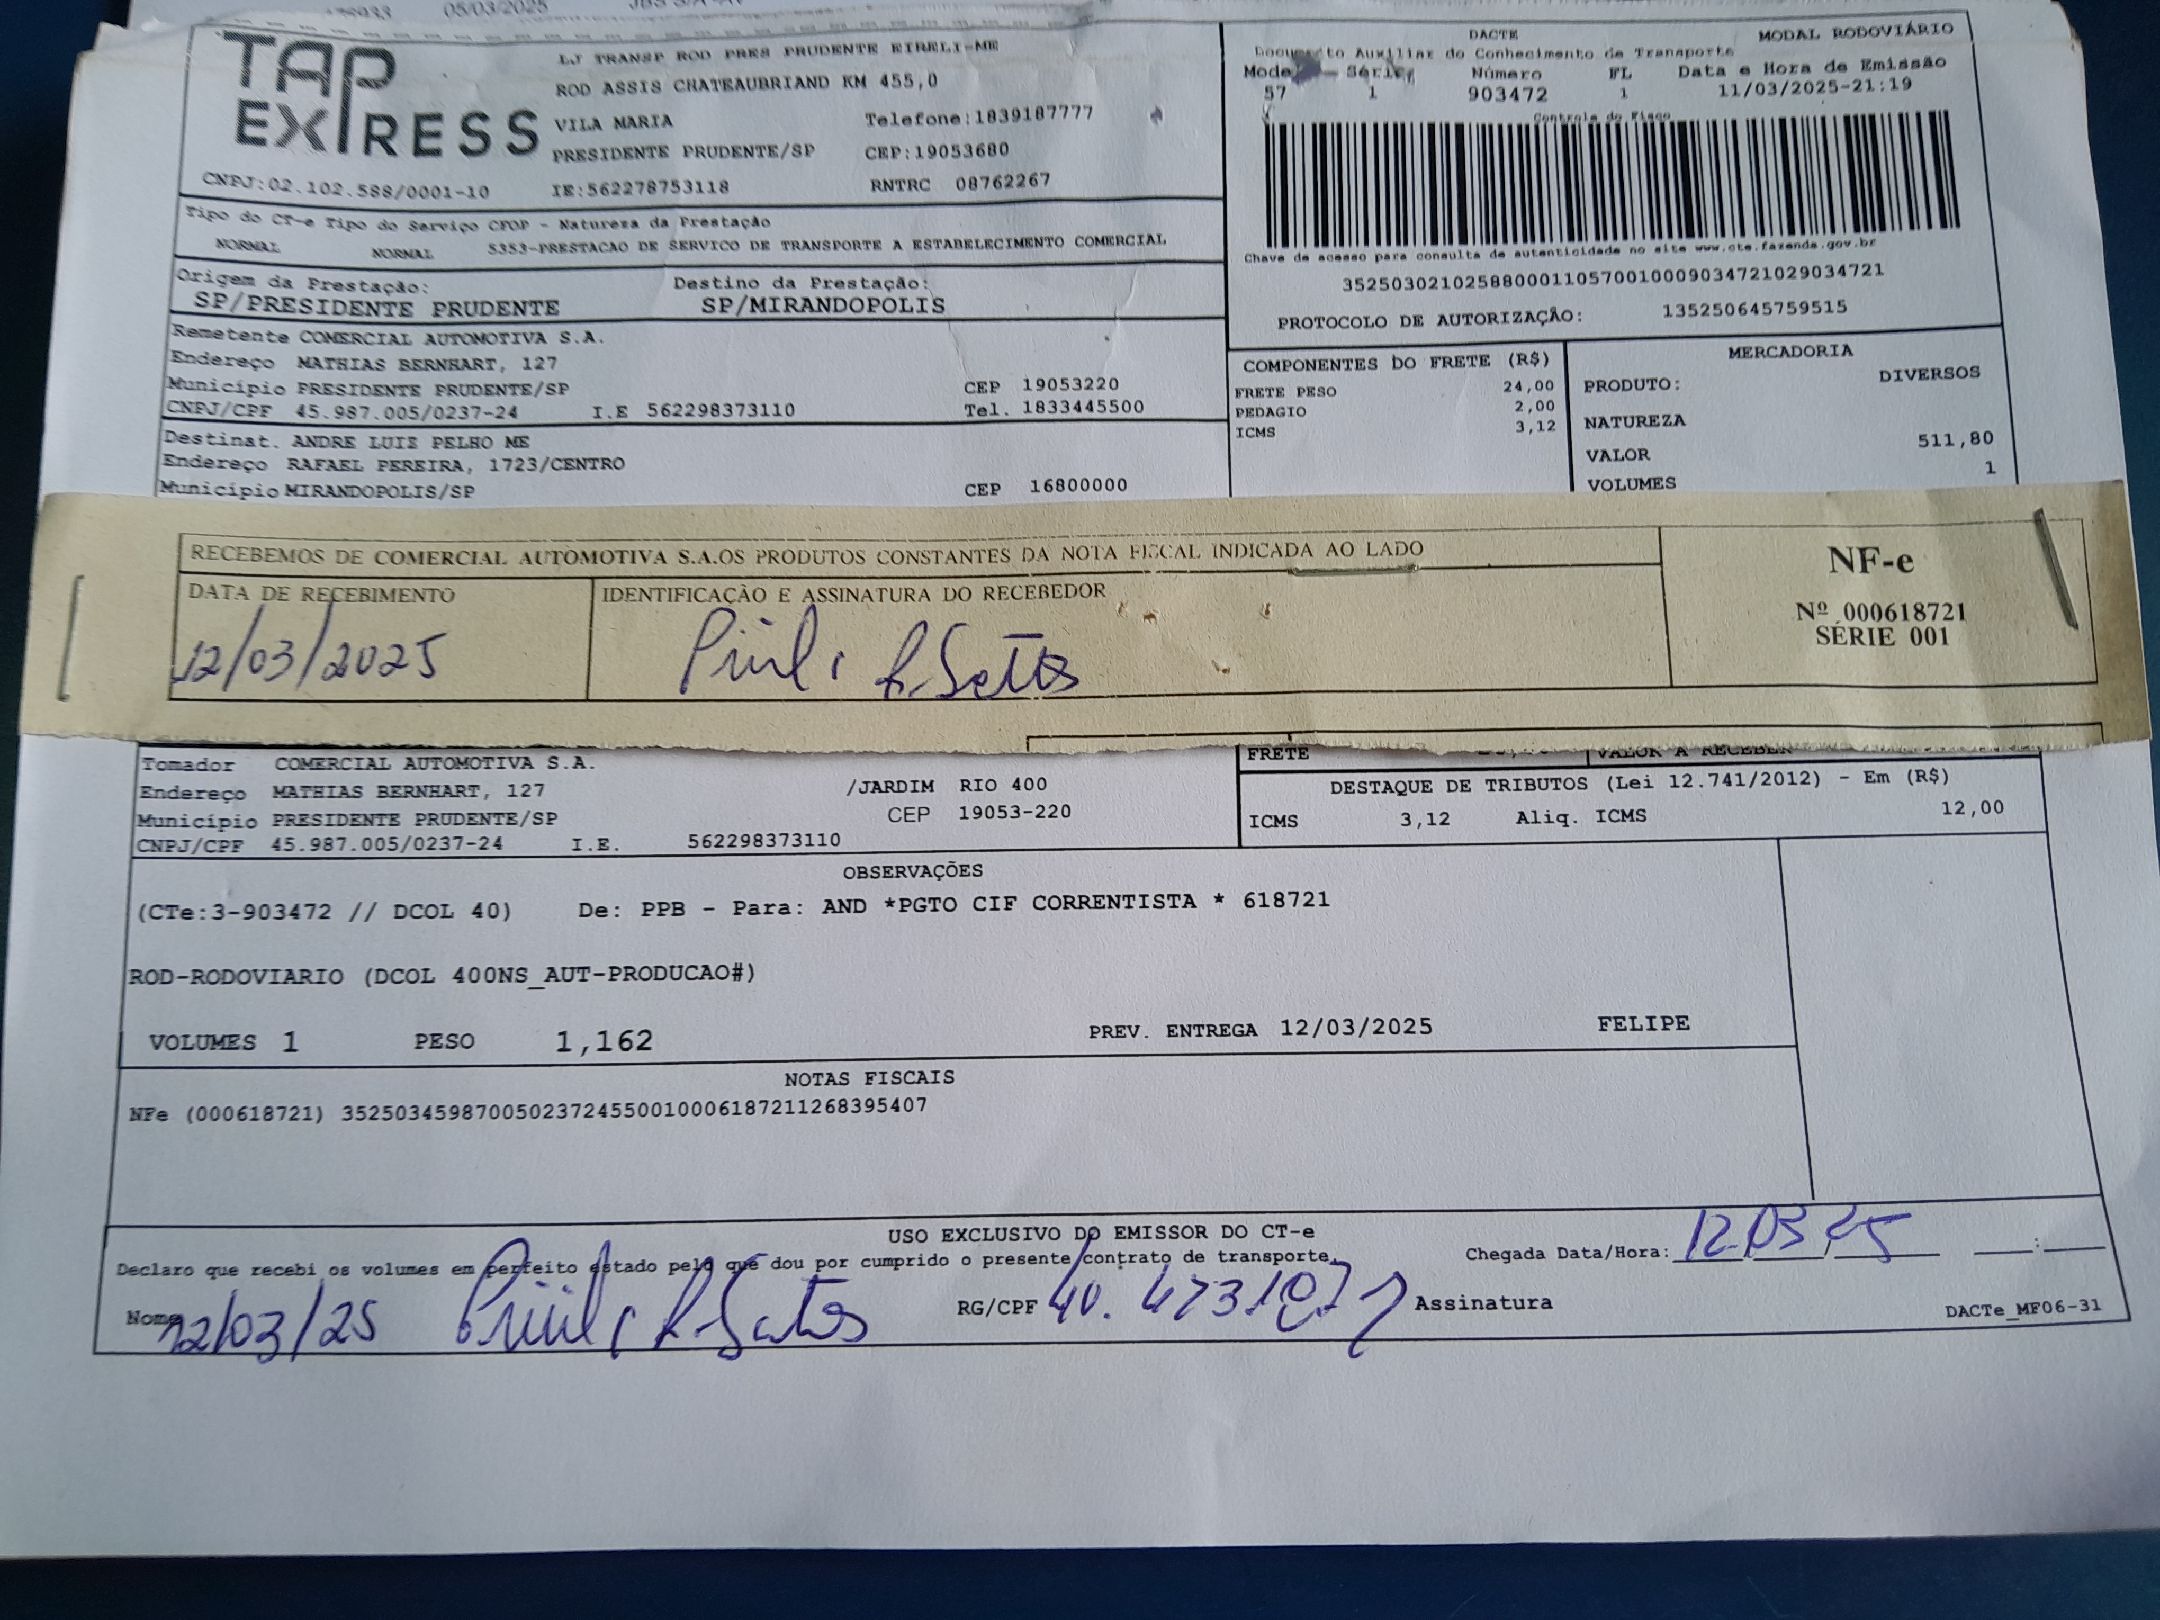 05/03/2025
TAP
EXPRESS
LJ TRANSP ROD PRES PRUDENTE EIRELI-ME
ROD ASSIS CHATEAUBRIAND KM 455,0
VILA MARIA Telefone:1839187777
PRESIDENTE PRUDENTE/SP CEP:19053680
CNPJ:02.102.588/0001-10 IE:562278753118 RNTRC 08762267
DACTE MODAL RODOVIÁRIO
Documento Auxiliar do Conhecimento de Transporte
Série Número FL Data e Hora de Emissão
57 1 903472 1 11/03/2025-21:19
Controle do Fisco
Chave de acesso para consulta de autenticidade no site www.cte.fazenda.gov.br
35250302102588000110570010009034721029034721
PROTOCOLO DE AUTORIZAÇÃO: 135250645759515
Tipo do CT-e Tipo do Serviço CFOP - Natureza da Prestação
NORMAL NORMAL 5353-PRESTACAO DE SERVICO DE TRANSPORTE A ESTABELECIMENTO COMERCIAL
Origem da Prestação: Destino da Prestação:
SP/PRESIDENTE PRUDENTE SP/MIRANDOPOLIS
Remetente COMERCIAL AUTOMOTIVA S.A.
Endereço MATHIAS BERNHART, 127
Município PRESIDENTE PRUDENTE/SP CEP 19053220
CNPJ/CPF 45.987.005/0237-24 I.E 562298373110 Tel. 1833445500
Destinat. ANDRE LUIZ PELHO ME
Endereço RAFAEL PEREIRA, 1723/CENTRO
Município MIRANDOPOLIS/SP CEP 16800000
COMPONENTES DO FRETE (R$)
FRETE PESO 24,00
PEDAGIO 2,00
ICMS 3,12
MERCADORIA
PRODUTO: DIVERSOS
NATUREZA
VALOR 511,80
VOLUMES 1
RECEBEMOS DE COMERCIAL AUTOMOTIVA S.A.OS PRODUTOS CONSTANTES DA NOTA FISCAL INDICADA AO LADO
DATA DE RECEBIMENTO IDENTIFICAÇÃO E ASSINATURA DO RECEBEDOR
12/03/2025
NF-e
Nº 000618721
SÉRIE 001
FRETE VALOR A RECEBER
Tomador COMERCIAL AUTOMOTIVA S.A.
Endereço MATHIAS BERNHART, 127 /JARDIM RIO 400
Município PRESIDENTE PRUDENTE/SP CEP 19053-220
CNPJ/CPF 45.987.005/0237-24 I.E. 562298373110
DESTAQUE DE TRIBUTOS (Lei 12.741/2012) - Em (R$)
ICMS 3,12 Aliq. ICMS 12,00
OBSERVAÇÕES
(CTe:3-903472 // DCOL 40) De: PPB - Para: AND *PGTO CIF CORRENTISTA * 618721
ROD-RODOVIARIO (DCOL 400NS_AUT-PRODUCAO#)
VOLUMES 1 PESO 1,162 PREV. ENTREGA 12/03/2025 FELIPE
NOTAS FISCAIS
NFe (000618721) 35250345987005023724550010006187211268395407
USO EXCLUSIVO DO EMISSOR DO CT-e
Declaro que recebi os volumes em perfeito estado pelo que dou por cumprido o presente contrato de transporte. Chegada Data/Hora: 12 03 25
Nome 12/03/25 RG/CPF Assinatura
DACTe_MF06-31